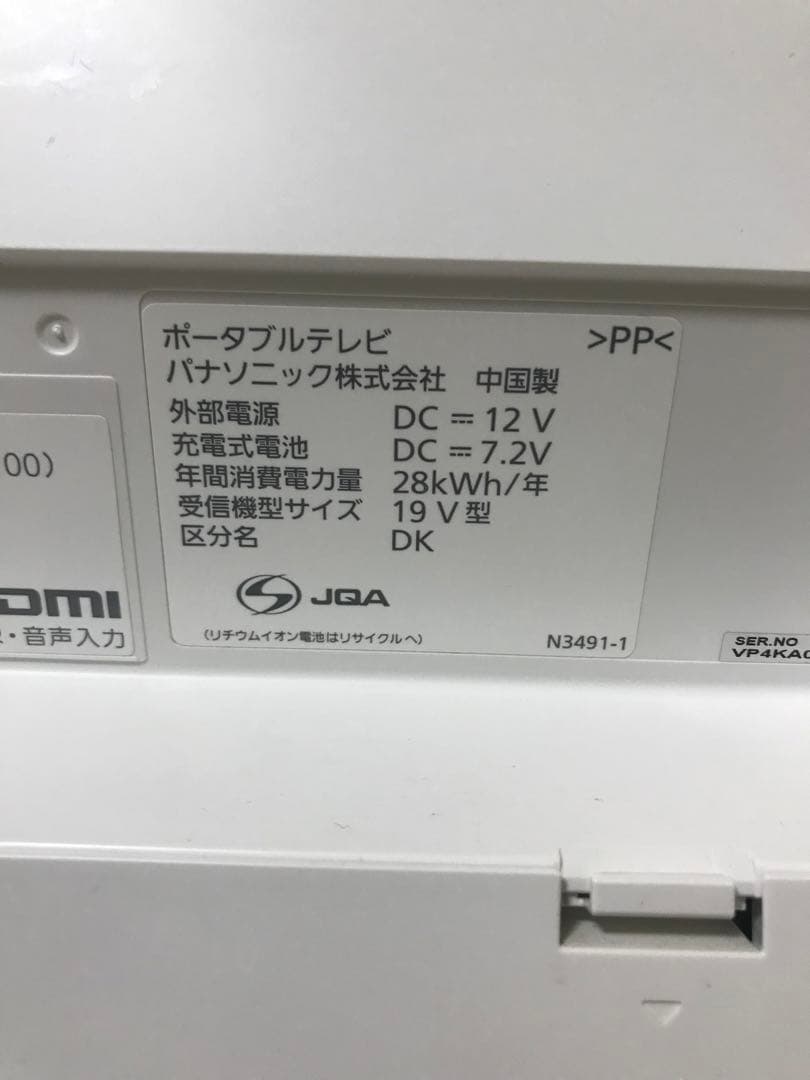 ポータブルテレビ >PP<
パナソニック株式会社 中国製
外部電源 DC ⎓ 12 V
充電式電池 DC ⎓ 7.2V
年間消費電力量 28kWh/年
受信機型サイズ 19 V 型
区分名 DK
JQA
(リチウムイオン電池はリサイクルへ)
N3491-1
00)
・音声入力
SER.NO
VP4KA